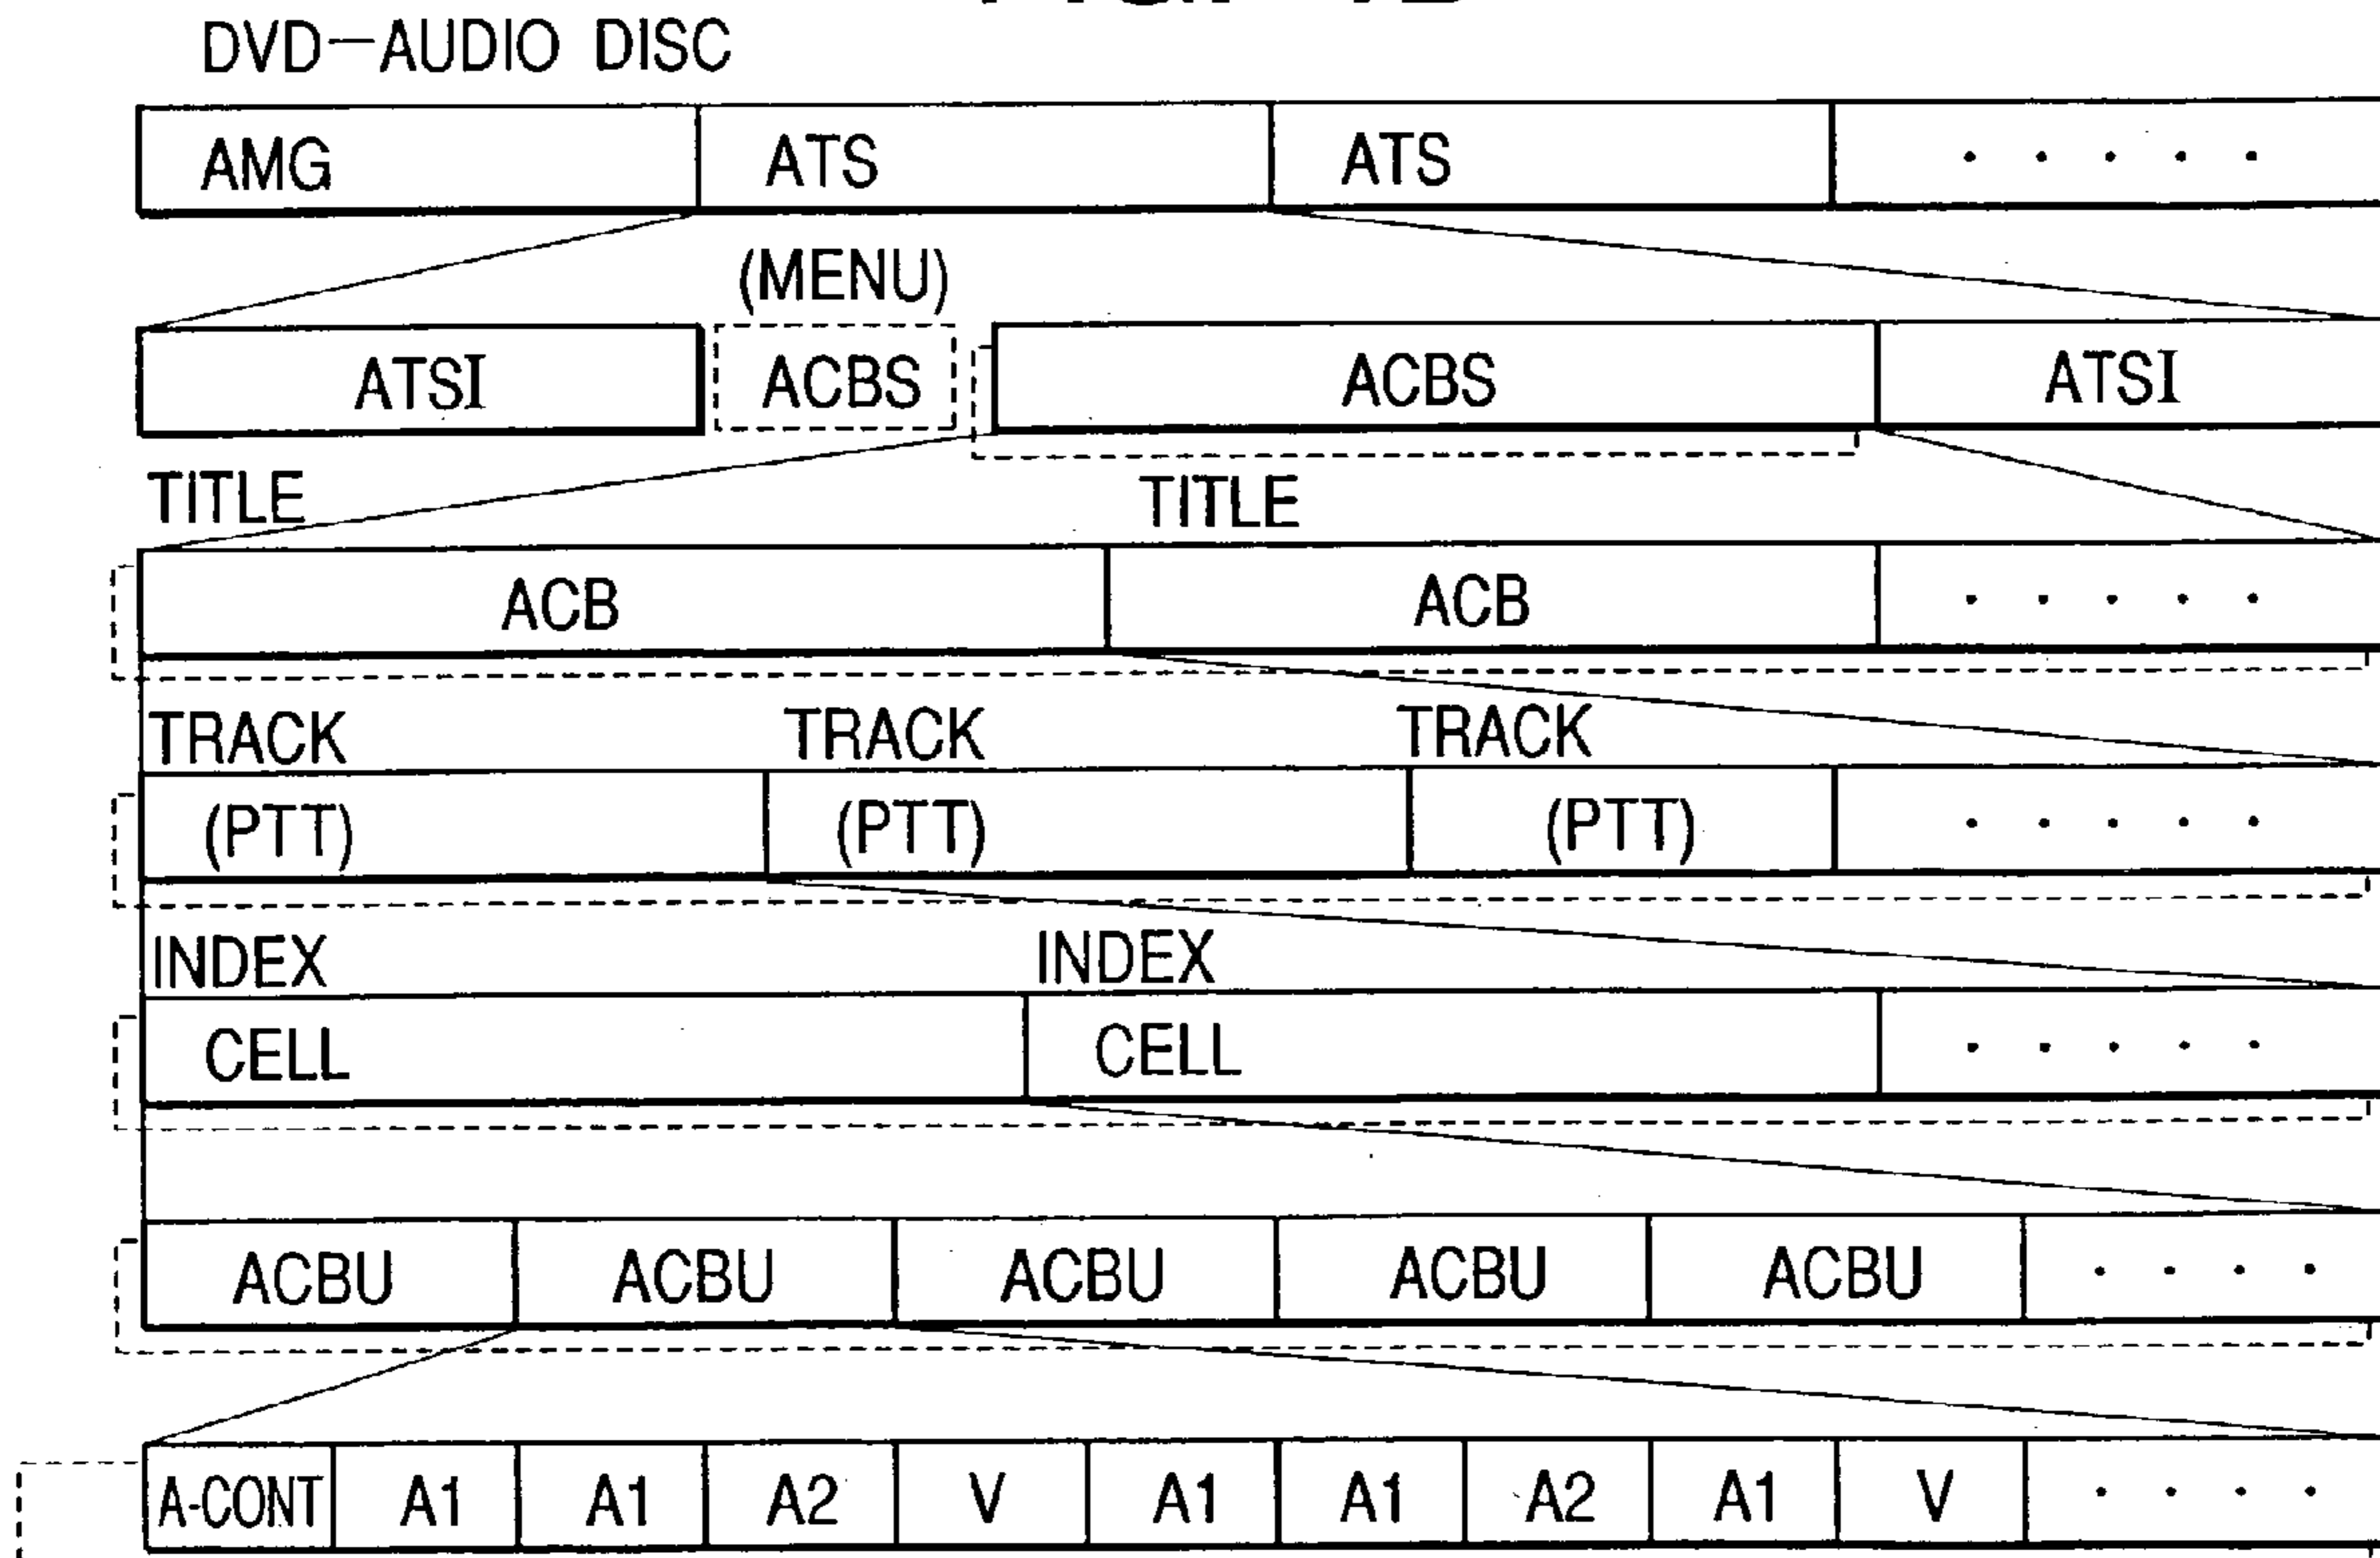 DVD-AUDIO DISC
AMG ATS ATS . . . . .
(MENU)
ATSI ACBS ACBS ATSI
TITLE TITLE
ACB ACB . . . . .
TRACK TRACK TRACK
(PTT) (PTT) (PTT) . . . . .
INDEX INDEX
CELL CELL . . . . .
ACBU ACBU ACBU ACBU ACBU . . . .
A-CONT A1 A1 A2 V A1 A1 A2 A1 V . . . .